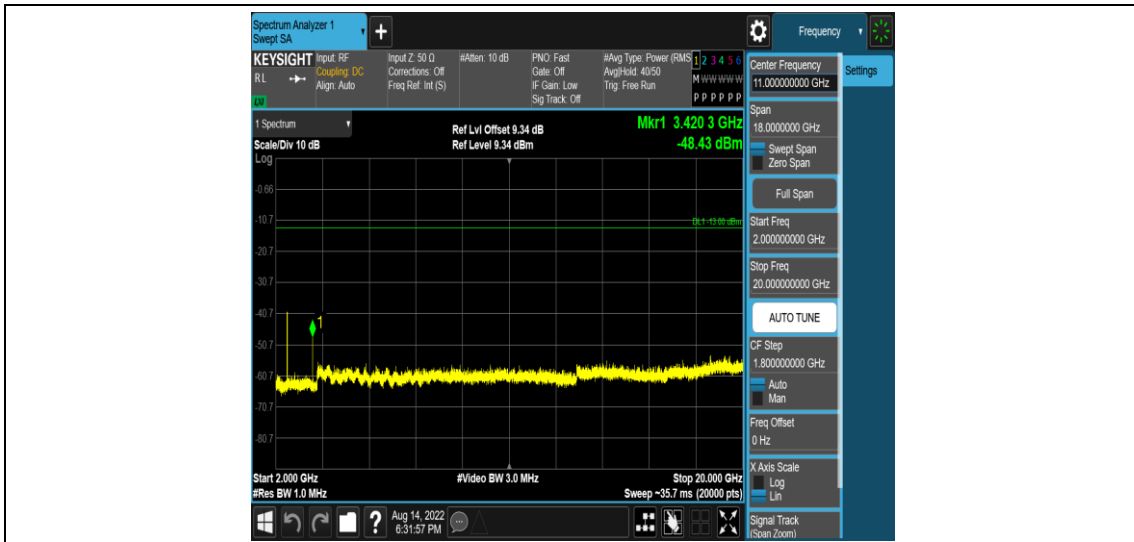 Spectrum Analyzer 1
Swept SA
+
Frequency
KEYSIGHT
RL
LXI
Input: RF
Coupling: DC
Align: Auto
Input Z: 50 Ω
Corrections: Off
Freq Ref: Int (S)
#Atten: 10 dB
PNO: Fast
Gate: Off
IF Gain: Low
Sig Track: Off
#Avg Type: Power (RMS
Avg|Hold: 40/50
Trig: Free Run
1 2 3 4 5 6
M W W W W W
P P P P P P
1 Spectrum
Scale/Div 10 dB
Log
Ref Lvl Offset 9.34 dB
Ref Level 9.34 dBm
Mkr1 3.420 3 GHz
-48.43 dBm
-0.66
-10.7
DL1 -13.00 dBm
-20.7
-30.7
-40.7
1
-50.7
-60.7
-70.7
-80.7
Start 2.000 GHz
#Video BW 3.0 MHz
Stop 20.000 GHz
#Res BW 1.0 MHz
Sweep ~35.7 ms (20000 pts)
?
Aug 14, 2022
6:31:57 PM
Center Frequency
11.000000000 GHz
Settings
Span
18.0000000 GHz
Swept Span
Zero Span
Full Span
Start Freq
2.000000000 GHz
Stop Freq
20.000000000 GHz
AUTO TUNE
CF Step
1.800000000 GHz
Auto
Man
Freq Offset
0 Hz
X Axis Scale
Log
Lin
Signal Track
(Span Zoom)